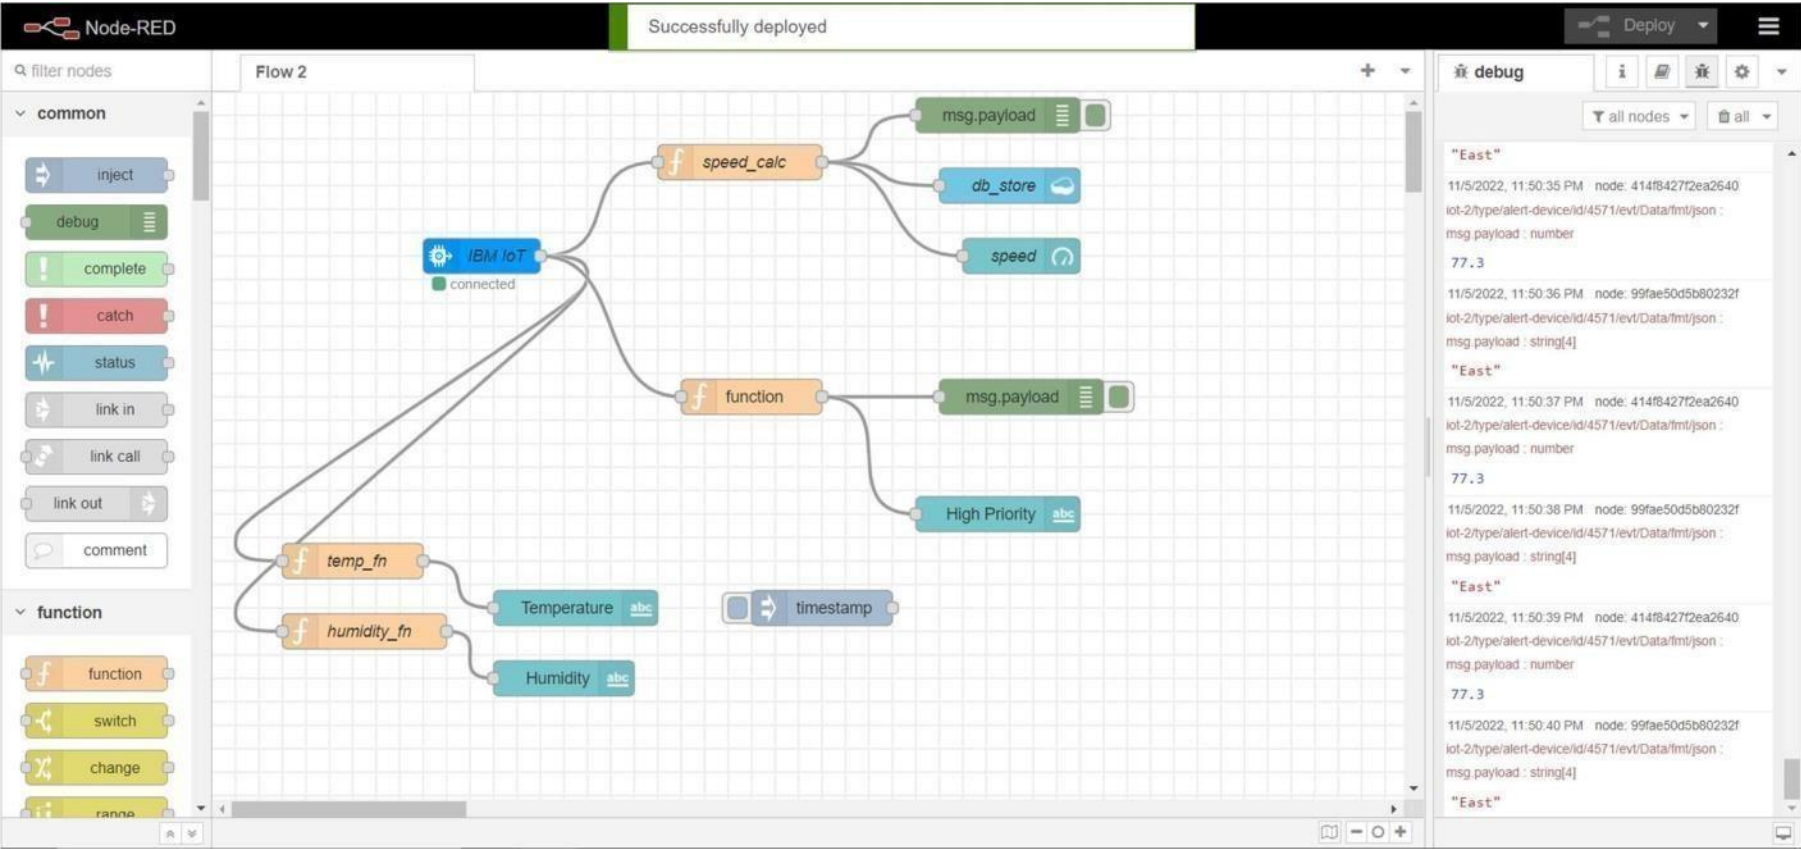 Node-RED
Successfully deployed
Deploy
filter nodes
Flow 2
debug
i
common
all nodes
all
inject
debug
complete
catch
status
link in
link call
link out
comment
function
function
switch
change
range
msg.payload
speed_calc
db_store
speed
IBM IoT
connected
function
msg.payload
High Priority abc
temp_fn
Temperature abc
timestamp
humidity_fn
Humidity abc
"East"
11/5/2022, 11:50:35 PM node: 414f8427f2ea2640
iot-2/type/alert-device/id/4571/evt/Data/fmt/json :
msg.payload : number
77.3
11/5/2022, 11:50:36 PM node: 99fae50d5b80232f
iot-2/type/alert-device/id/4571/evt/Data/fmt/json :
msg.payload : string[4]
"East"
11/5/2022, 11:50:37 PM node: 414f8427f2ea2640
iot-2/type/alert-device/id/4571/evt/Data/fmt/json :
msg.payload : number
77.3
11/5/2022, 11:50:38 PM node: 99fae50d5b80232f
iot-2/type/alert-device/id/4571/evt/Data/fmt/json :
msg.payload : string[4]
"East"
11/5/2022, 11:50:39 PM node: 414f8427f2ea2640
iot-2/type/alert-device/id/4571/evt/Data/fmt/json :
msg.payload : number
77.3
11/5/2022, 11:50:40 PM node: 99fae50d5b80232f
iot-2/type/alert-device/id/4571/evt/Data/fmt/json :
msg.payload : string[4]
"East"